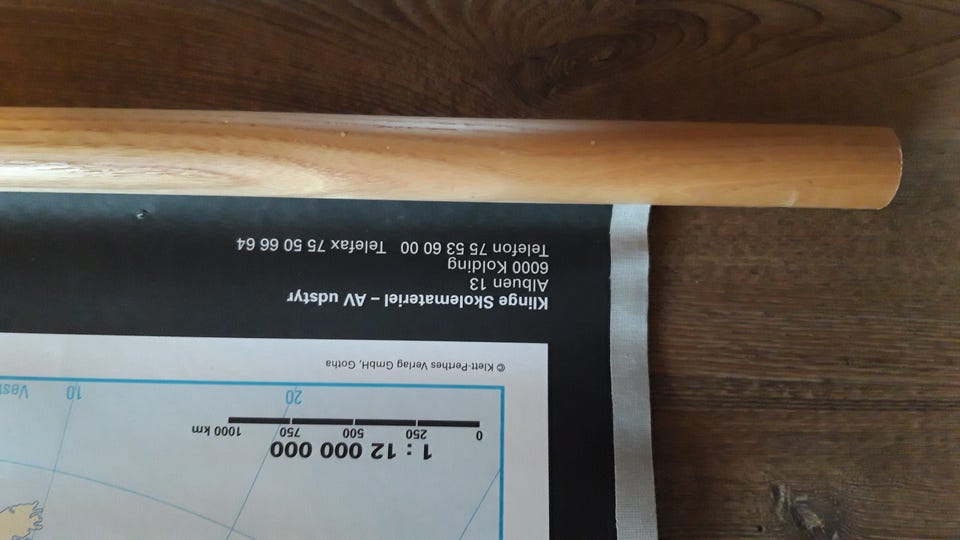 Klinge Skolemateriel – AV udstyr
Albuen 13
6000 Kolding
Telefon 75 53 60 00 Telefax 75 50 66 64
© Klett-Perthes Verlag GmbH, Gotha
1 : 12 000 000
0 250 500 750 1000 km
20
10
Vest